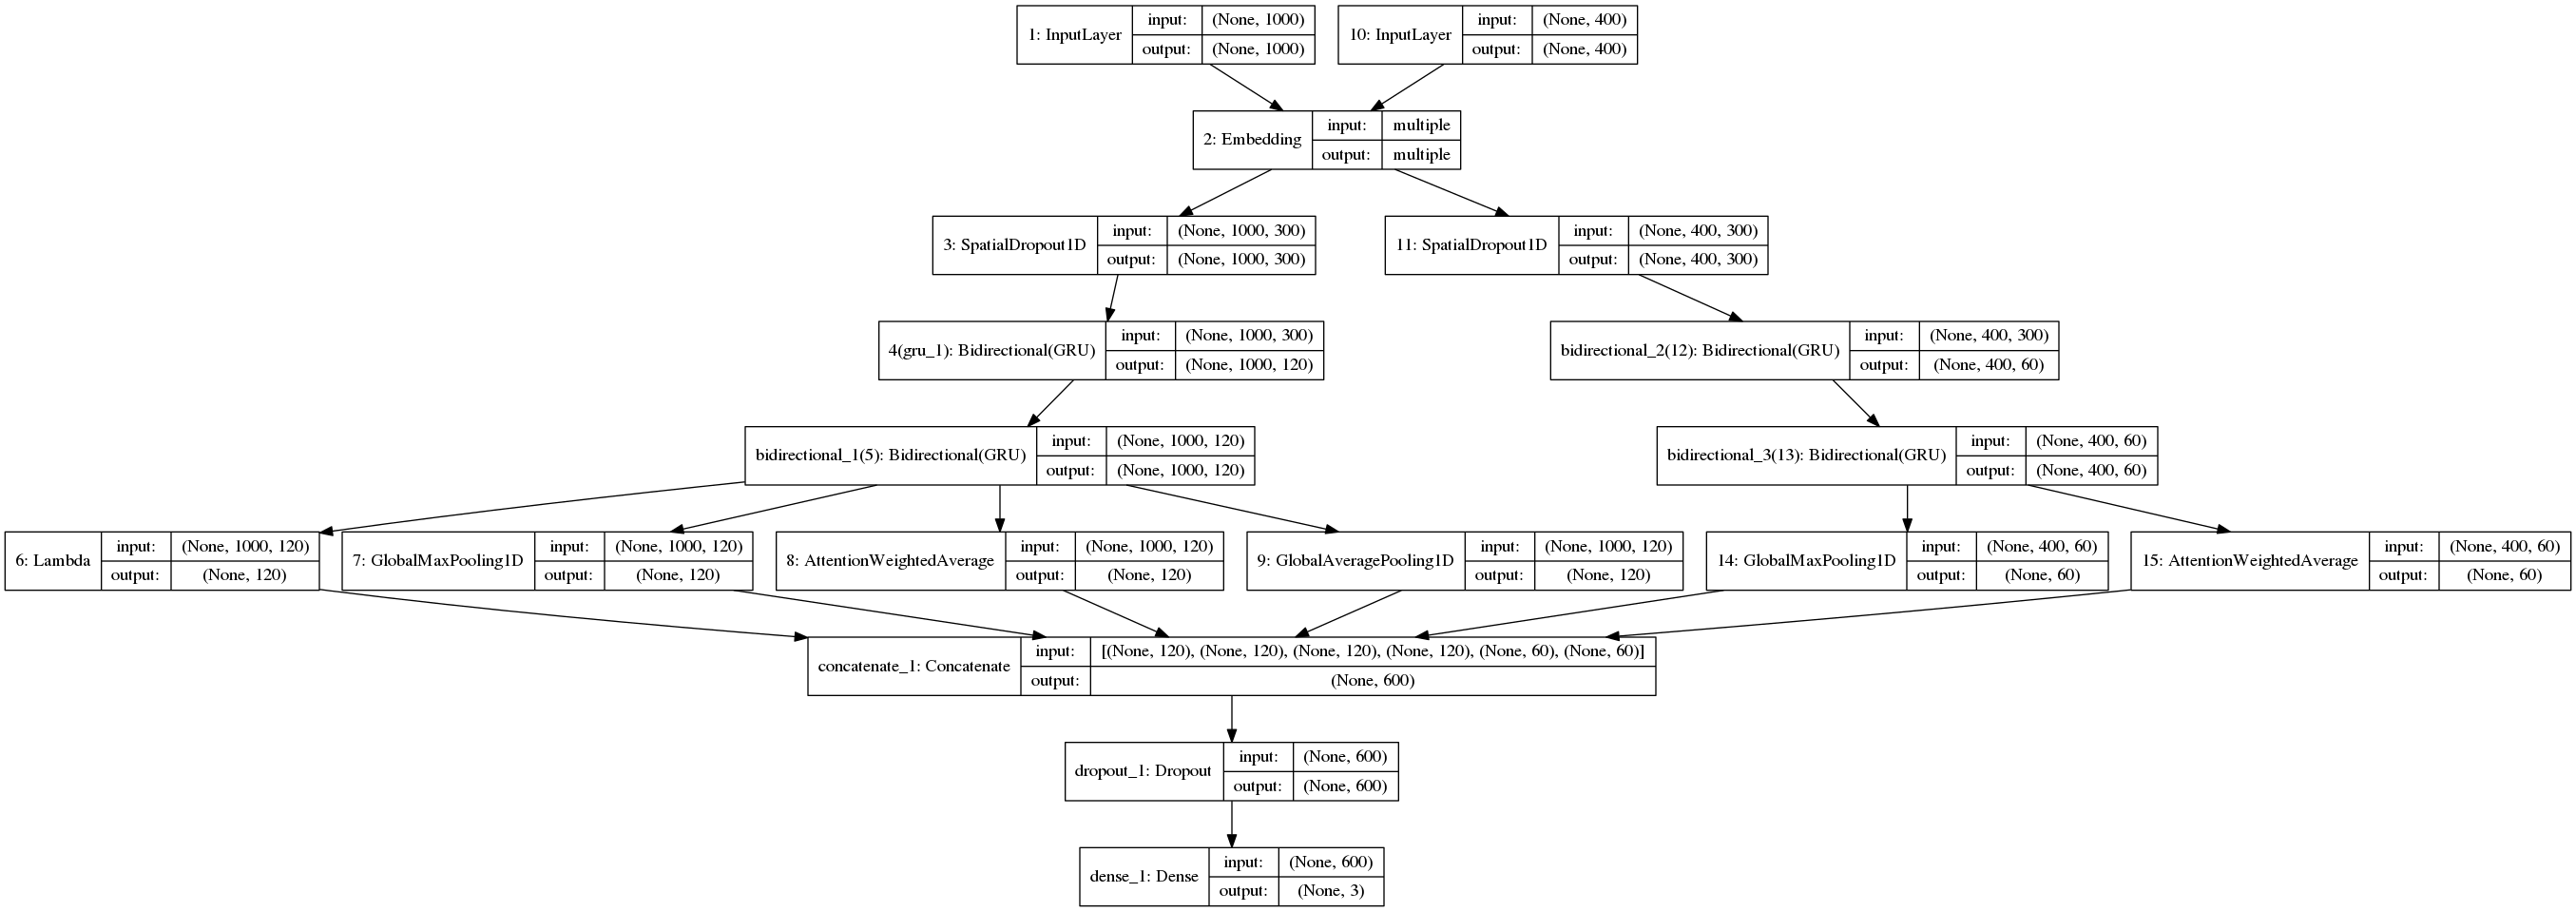 1: InputLayer
input:
(None, 1000)
output:
(None, 1000)
10: InputLayer
input:
(None, 400)
output:
(None, 400)
2: Embedding
input:
multiple
output:
multiple
3: SpatialDropout1D
input:
(None, 1000, 300)
output:
(None, 1000, 300)
11: SpatialDropout1D
input:
(None, 400, 300)
output:
(None, 400, 300)
4(gru_1): Bidirectional(GRU)
input:
(None, 1000, 300)
output:
(None, 1000, 120)
bidirectional_2(12): Bidirectional(GRU)
input:
(None, 400, 300)
output:
(None, 400, 60)
bidirectional_1(5): Bidirectional(GRU)
input:
(None, 1000, 120)
output:
(None, 1000, 120)
bidirectional_3(13): Bidirectional(GRU)
input:
(None, 400, 60)
output:
(None, 400, 60)
6: Lambda
input:
(None, 1000, 120)
output:
(None, 120)
7: GlobalMaxPooling1D
input:
(None, 1000, 120)
output:
(None, 120)
8: AttentionWeightedAverage
input:
(None, 1000, 120)
output:
(None, 120)
9: GlobalAveragePooling1D
input:
(None, 1000, 120)
output:
(None, 120)
14: GlobalMaxPooling1D
input:
(None, 400, 60)
output:
(None, 60)
15: AttentionWeightedAverage
input:
(None, 400, 60)
output:
(None, 60)
concatenate_1: Concatenate
input:
[(None, 120), (None, 120), (None, 120), (None, 120), (None, 60), (None, 60)]
output:
(None, 600)
dropout_1: Dropout
input:
(None, 600)
output:
(None, 600)
dense_1: Dense
input:
(None, 600)
output:
(None, 3)